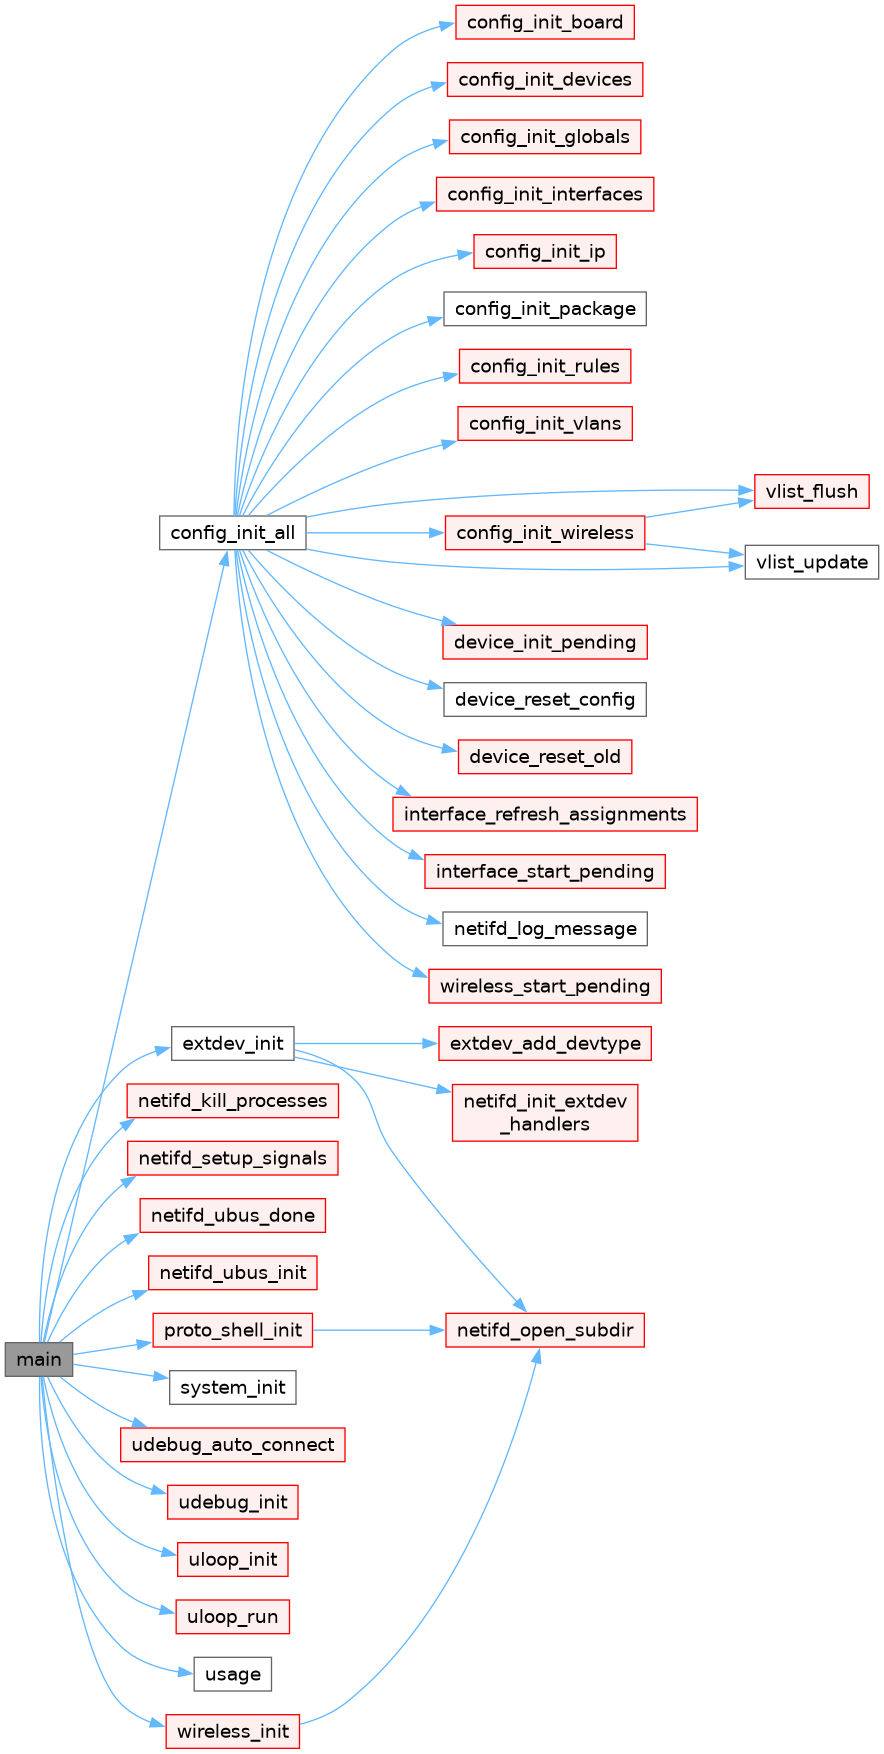 config_init_board
config_init_devices
config_init_globals
config_init_interfaces
config_init_ip
config_init_package
config_init_rules
config_init_vlans
vlist_flush
config_init_all
config_init_wireless
vlist_update
device_init_pending
device_reset_config
device_reset_old
interface_refresh_assignments
interface_start_pending
netifd_log_message
wireless_start_pending
extdev_init
extdev_add_devtype
netifd_kill_processes
netifd_init_extdev
_handlers
netifd_setup_signals
netifd_ubus_done
netifd_ubus_init
proto_shell_init
netifd_open_subdir
main
system_init
udebug_auto_connect
udebug_init
uloop_init
uloop_run
usage
wireless_init